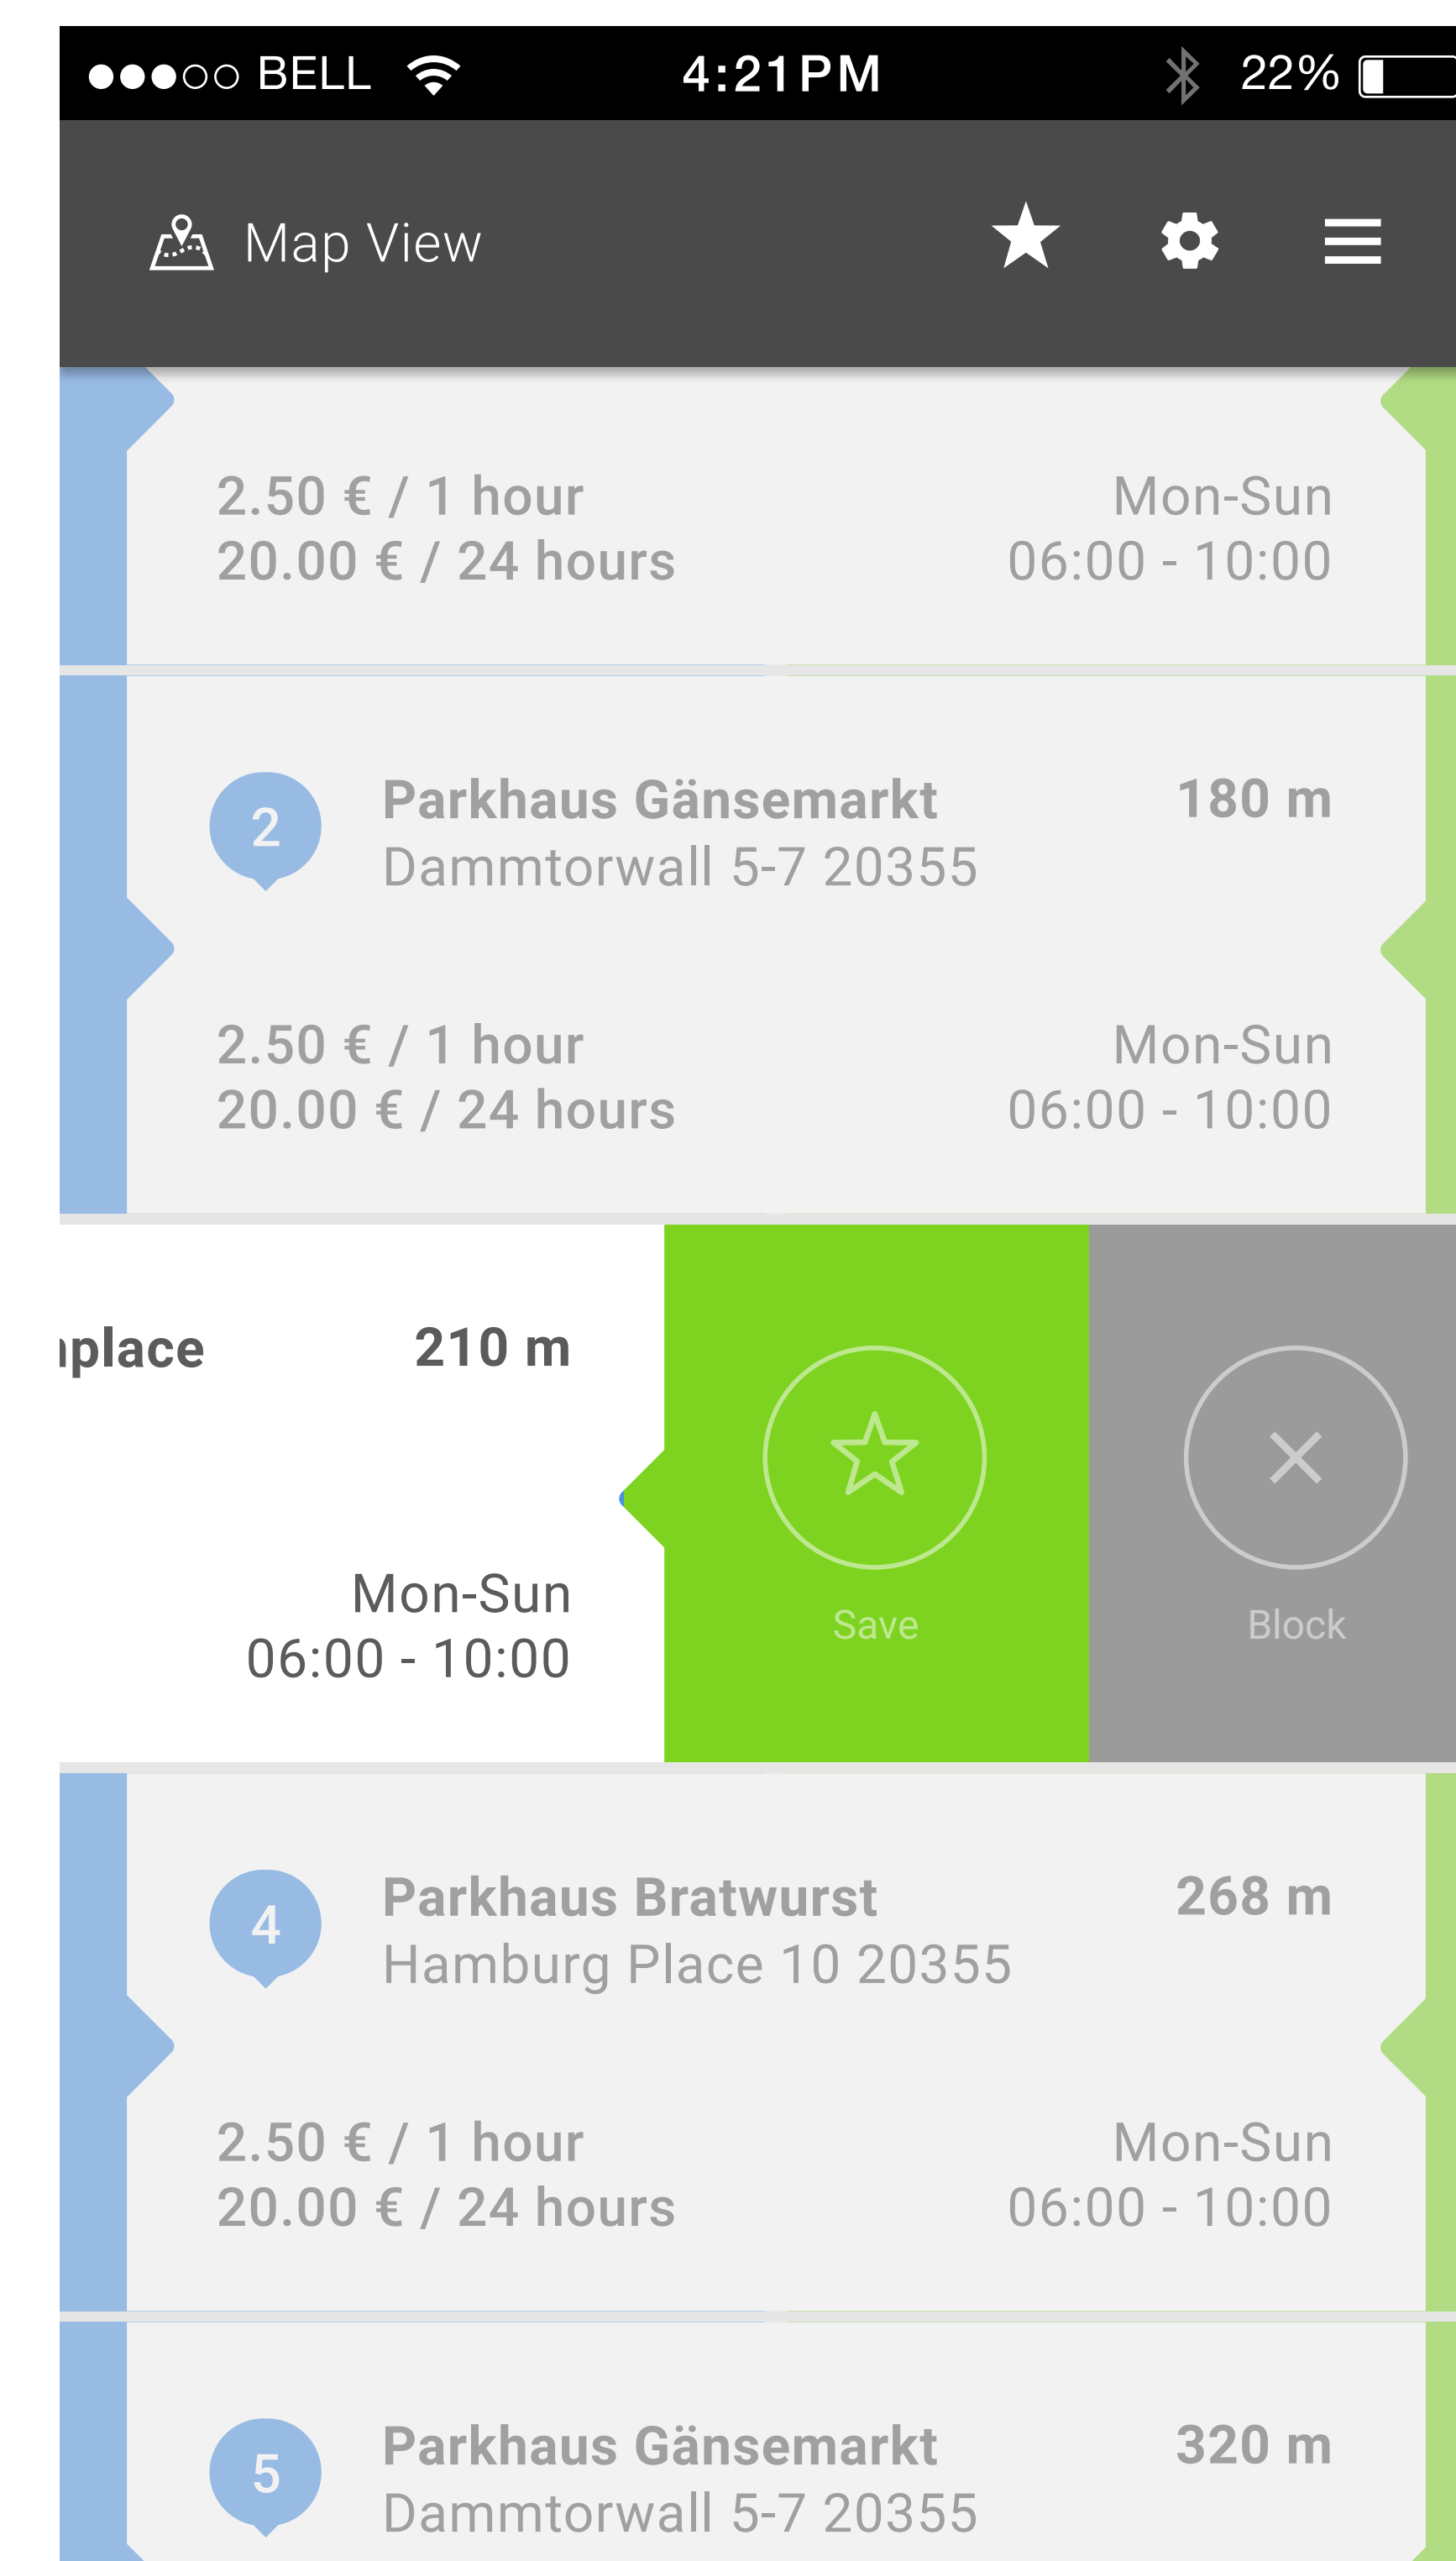 BELL 4:21PM 22%
Map View
2.50 € / 1 hour Mon-Sun
20.00 € / 24 hours 06:00 - 10:00
2 Parkhaus Gänsemarkt 180 m
Dammtorwall 5-7 20355
2.50 € / 1 hour Mon-Sun
20.00 € / 24 hours 06:00 - 10:00
place 210 m
Mon-Sun
06:00 - 10:00
Save Block
4 Parkhaus Bratwurst 268 m
Hamburg Place 10 20355
2.50 € / 1 hour Mon-Sun
20.00 € / 24 hours 06:00 - 10:00
5 Parkhaus Gänsemarkt 320 m
Dammtorwall 5-7 20355